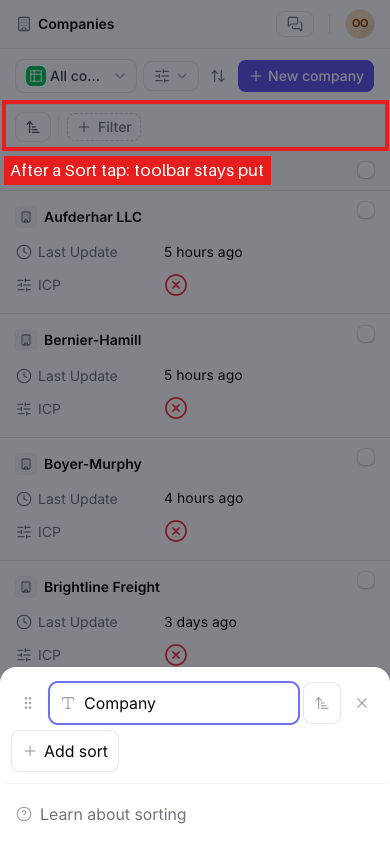 Companies
OO
All co...
New company
Filter
After a Sort tap: toolbar stays put
Aufderhar LLC
Last Update 5 hours ago
ICP
Bernier-Hamill
Last Update 5 hours ago
ICP
Boyer-Murphy
Last Update 4 hours ago
ICP
Brightline Freight
Last Update 3 days ago
ICP
Company
Add sort
Learn about sorting